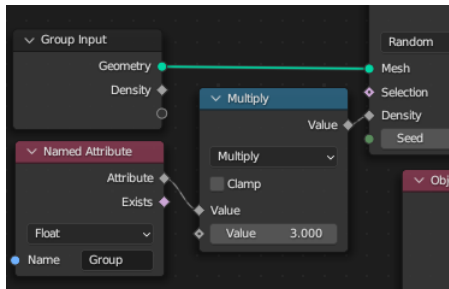 Group Input
Geometry
Density
Named Attribute
Attribute
Exists
Float
Name Group
Multiply
Value
Multiply
Clamp
Value
Value 3.000
Random
Mesh
Selection
Density
Seed
Obj